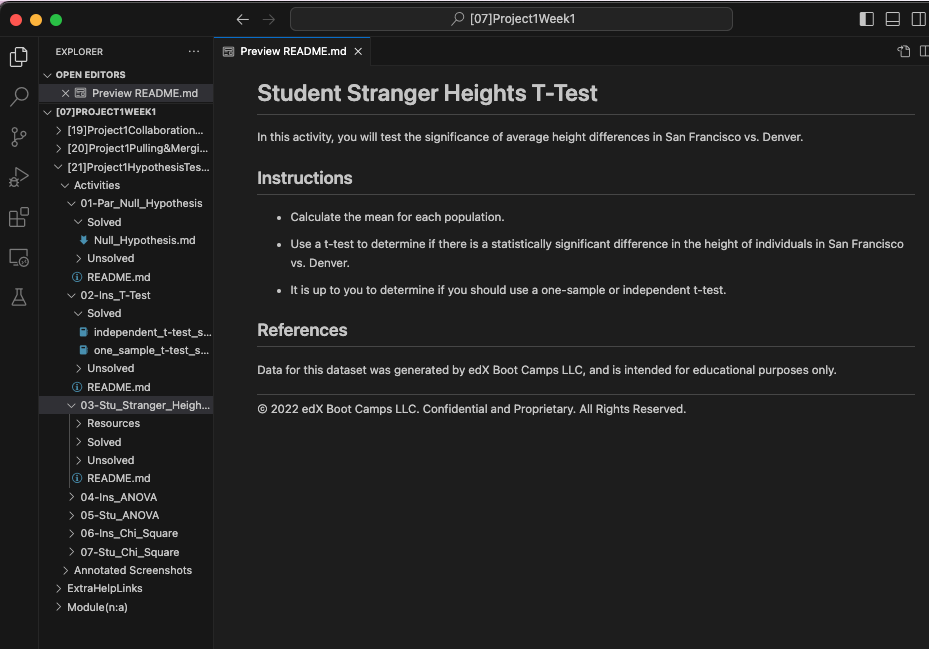 [07]Project1Week1
EXPLORER
OPEN EDITORS
Preview README.md
[07]PROJECT1WEEK1
[19]Project1Collaboration...
[20]Project1Pulling&Mergi...
[21]Project1HypothesisTes...
Activities
01-Par_Null_Hypothesis
Solved
Null_Hypothesis.md
Unsolved
README.md
02-Ins_T-Test
Solved
independent_t-test_s...
one_sample_t-test_s...
Unsolved
README.md
03-Stu_Stranger_Heigh...
Resources
Solved
Unsolved
README.md
04-Ins_ANOVA
05-Stu_ANOVA
06-Ins_Chi_Square
07-Stu_Chi_Square
Annotated Screenshots
ExtraHelpLinks
Module(n:a)
Preview README.md
Student Stranger Heights T-Test
In this activity, you will test the significance of average height differences in San Francisco vs. Denver.
Instructions
• Calculate the mean for each population.
• Use a t-test to determine if there is a statistically significant difference in the height of individuals in San Francisco
vs. Denver.
• It is up to you to determine if you should use a one-sample or independent t-test.
References
Data for this dataset was generated by edX Boot Camps LLC, and is intended for educational purposes only.
© 2022 edX Boot Camps LLC. Confidential and Proprietary. All Rights Reserved.